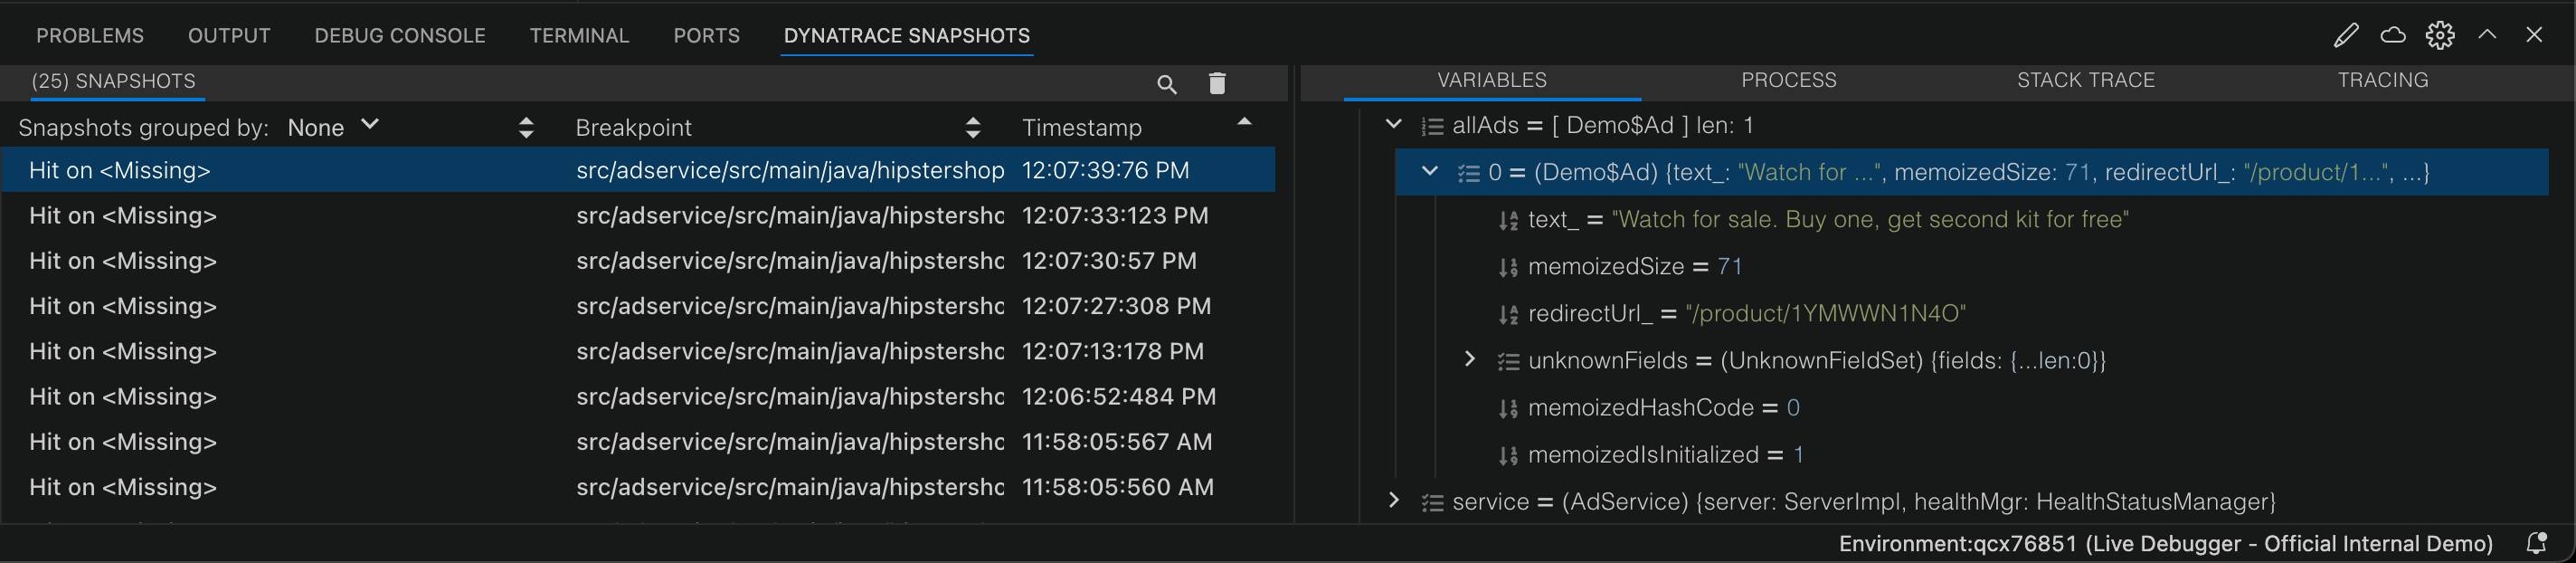 PROBLEMS OUTPUT DEBUG CONSOLE TERMINAL PORTS DYNATRACE SNAPSHOTS
(25) SNAPSHOTS
Snapshots grouped by: None Breakpoint Timestamp
Hit on <Missing> src/adservice/src/main/java/hipstershop 12:07:39:76 PM
Hit on <Missing> src/adservice/src/main/java/hipstersho 12:07:33:123 PM
Hit on <Missing> src/adservice/src/main/java/hipstersho 12:07:30:57 PM
Hit on <Missing> src/adservice/src/main/java/hipstersho 12:07:27:308 PM
Hit on <Missing> src/adservice/src/main/java/hipstersho 12:07:13:178 PM
Hit on <Missing> src/adservice/src/main/java/hipstersho 12:06:52:484 PM
Hit on <Missing> src/adservice/src/main/java/hipstersho 11:58:05:567 AM
Hit on <Missing> src/adservice/src/main/java/hipstersho 11:58:05:560 AM
VARIABLES PROCESS STACK TRACE TRACING
allAds = [ Demo$Ad ] len: 1
0 = (Demo$Ad) {text_: "Watch for ...", memoizedSize: 71, redirectUrl_: "/product/1...", ...}
text_ = "Watch for sale. Buy one, get second kit for free"
memoizedSize = 71
redirectUrl_ = "/product/1YMWWN1N4O"
unknownFields = (UnknownFieldSet) {fields: {...len:0}}
memoizedHashCode = 0
memoizedIsInitialized = 1
service = (AdService) {server: ServerImpl, healthMgr: HealthStatusManager}
Environment:qcx76851 (Live Debugger - Official Internal Demo)